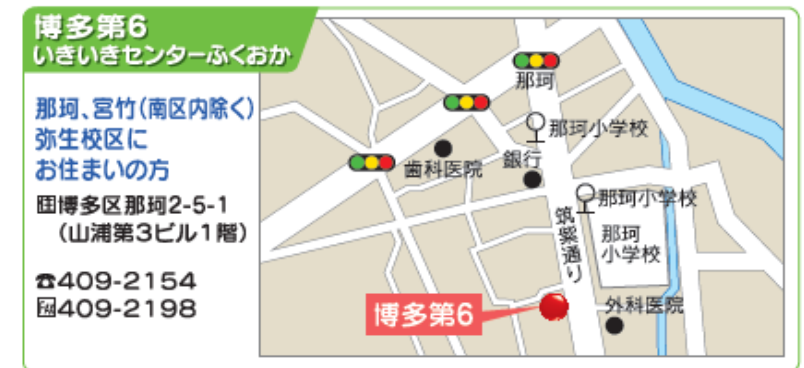 博多第6
いきいきセンターふくおか
那珂、宮竹(南区内除く)
弥生校区に
お住まいの方
住博多区那珂2-5-1
(山浦第3ビル1階)
☎409-2154
FAX409-2198
那珂
那珂小学校
歯科医院
銀行
那珂小学校
筑紫通り
那珂
小学校
博多第6
外科医院